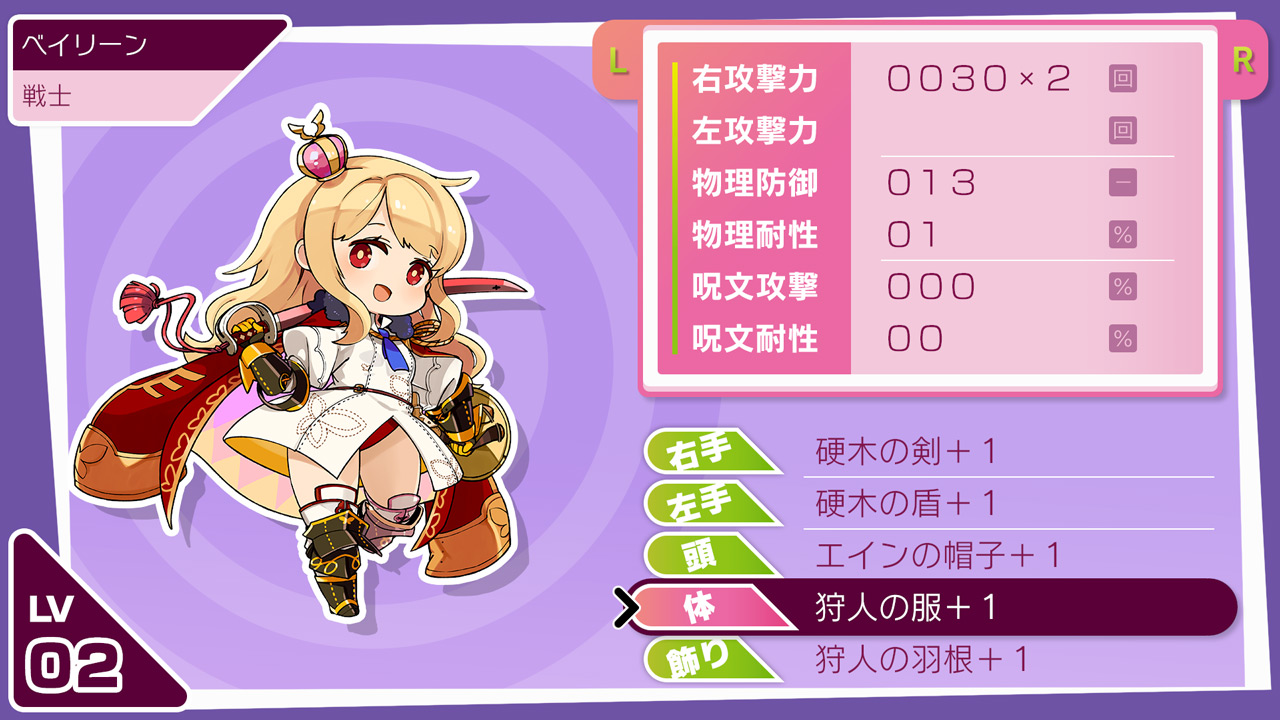 ベイリーン
戦士
L
R
右攻撃力 0030×2 回
左攻撃力 回
物理防御 013 －
物理耐性 01 %
呪文攻撃 000 %
呪文耐性 00 %
右手 硬木の剣＋1
左手 硬木の盾＋1
頭 エインの帽子＋1
体 狩人の服＋1
飾り 狩人の羽根＋1
LV
02